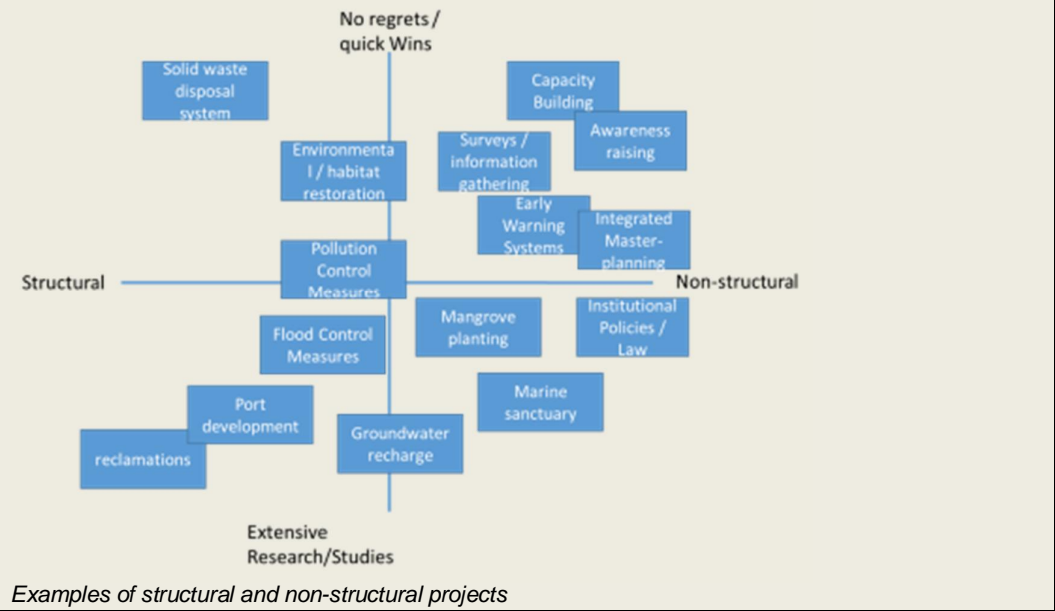 No regrets /
quick Wins
Solid waste
disposal
system
Capacity
Building
Awareness
raising
Environmenta
l / habitat
restoration
Surveys /
information
gathering
Early
Warning
Systems
Integrated
Master-
planning
Pollution
Control
Measures
Structural
Non-structural
Institutional
Policies /
Law
Mangrove
planting
Flood Control
Measures
Marine
sanctuary
Port
development
Groundwater
recharge
reclamations
Extensive
Research/Studies
Examples of structural and non-structural projects